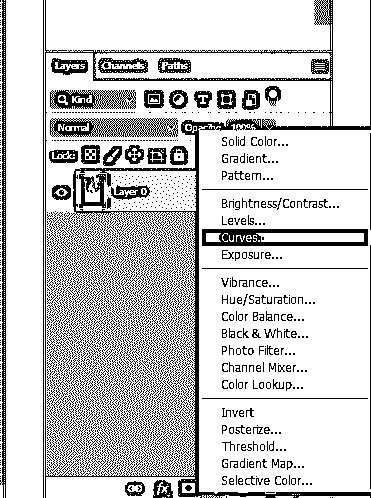 Layers Channels Paths
Kind
Normal Opacity: 100%
Lock:
Layer 0
Solid Color...
Gradient...
Pattern...
Brightness/Contrast...
Levels...
Curves...
Exposure...
Vibrance...
Hue/Saturation...
Color Balance...
Black & White...
Photo Filter...
Channel Mixer...
Color Lookup...
Invert
Posterize...
Threshold...
Gradient Map...
Selective Color...
fx